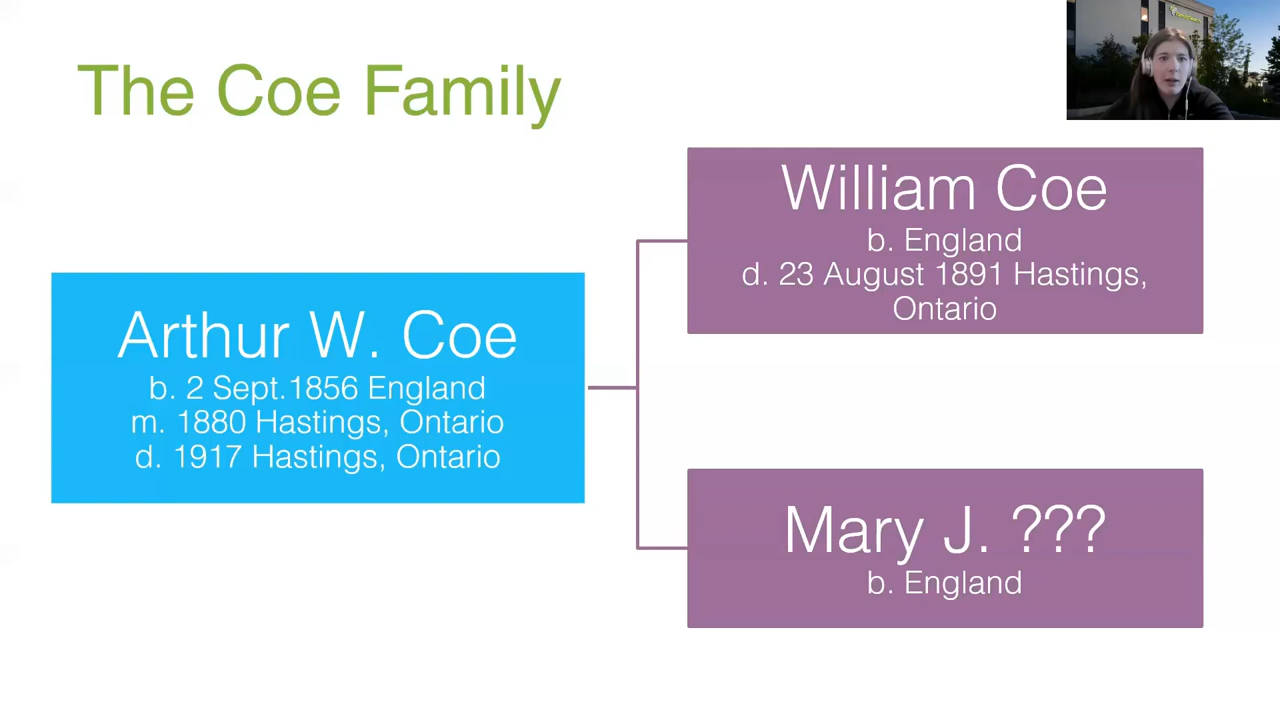 The Coe Family
William Coe
b. England
d. 23 August 1891 Hastings,
Ontario
Arthur W. Coe
b. 2 Sept.1856 England
m. 1880 Hastings, Ontario
d. 1917 Hastings, Ontario
Mary J. ???
b. England